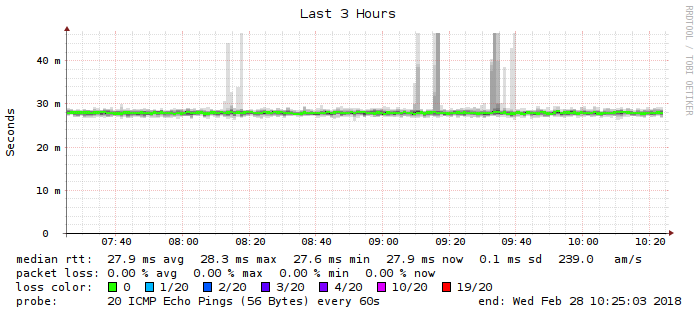 Last 3 Hours
RRDTOOL / TOBI OETIKER
Seconds
40 m
30 m
20 m
10 m
0
07:40 08:00 08:20 08:40 09:00 09:20 09:40 10:00 10:20
median rtt: 27.9 ms avg 28.3 ms max 27.6 ms min 27.9 ms now 0.1 ms sd 239.0 am/s
packet loss: 0.00 % avg 0.00 % max 0.00 % min 0.00 % now
loss color: 0 1/20 2/20 3/20 4/20 10/20 19/20
probe: 20 ICMP Echo Pings (56 Bytes) every 60s end: Wed Feb 28 10:25:03 2018